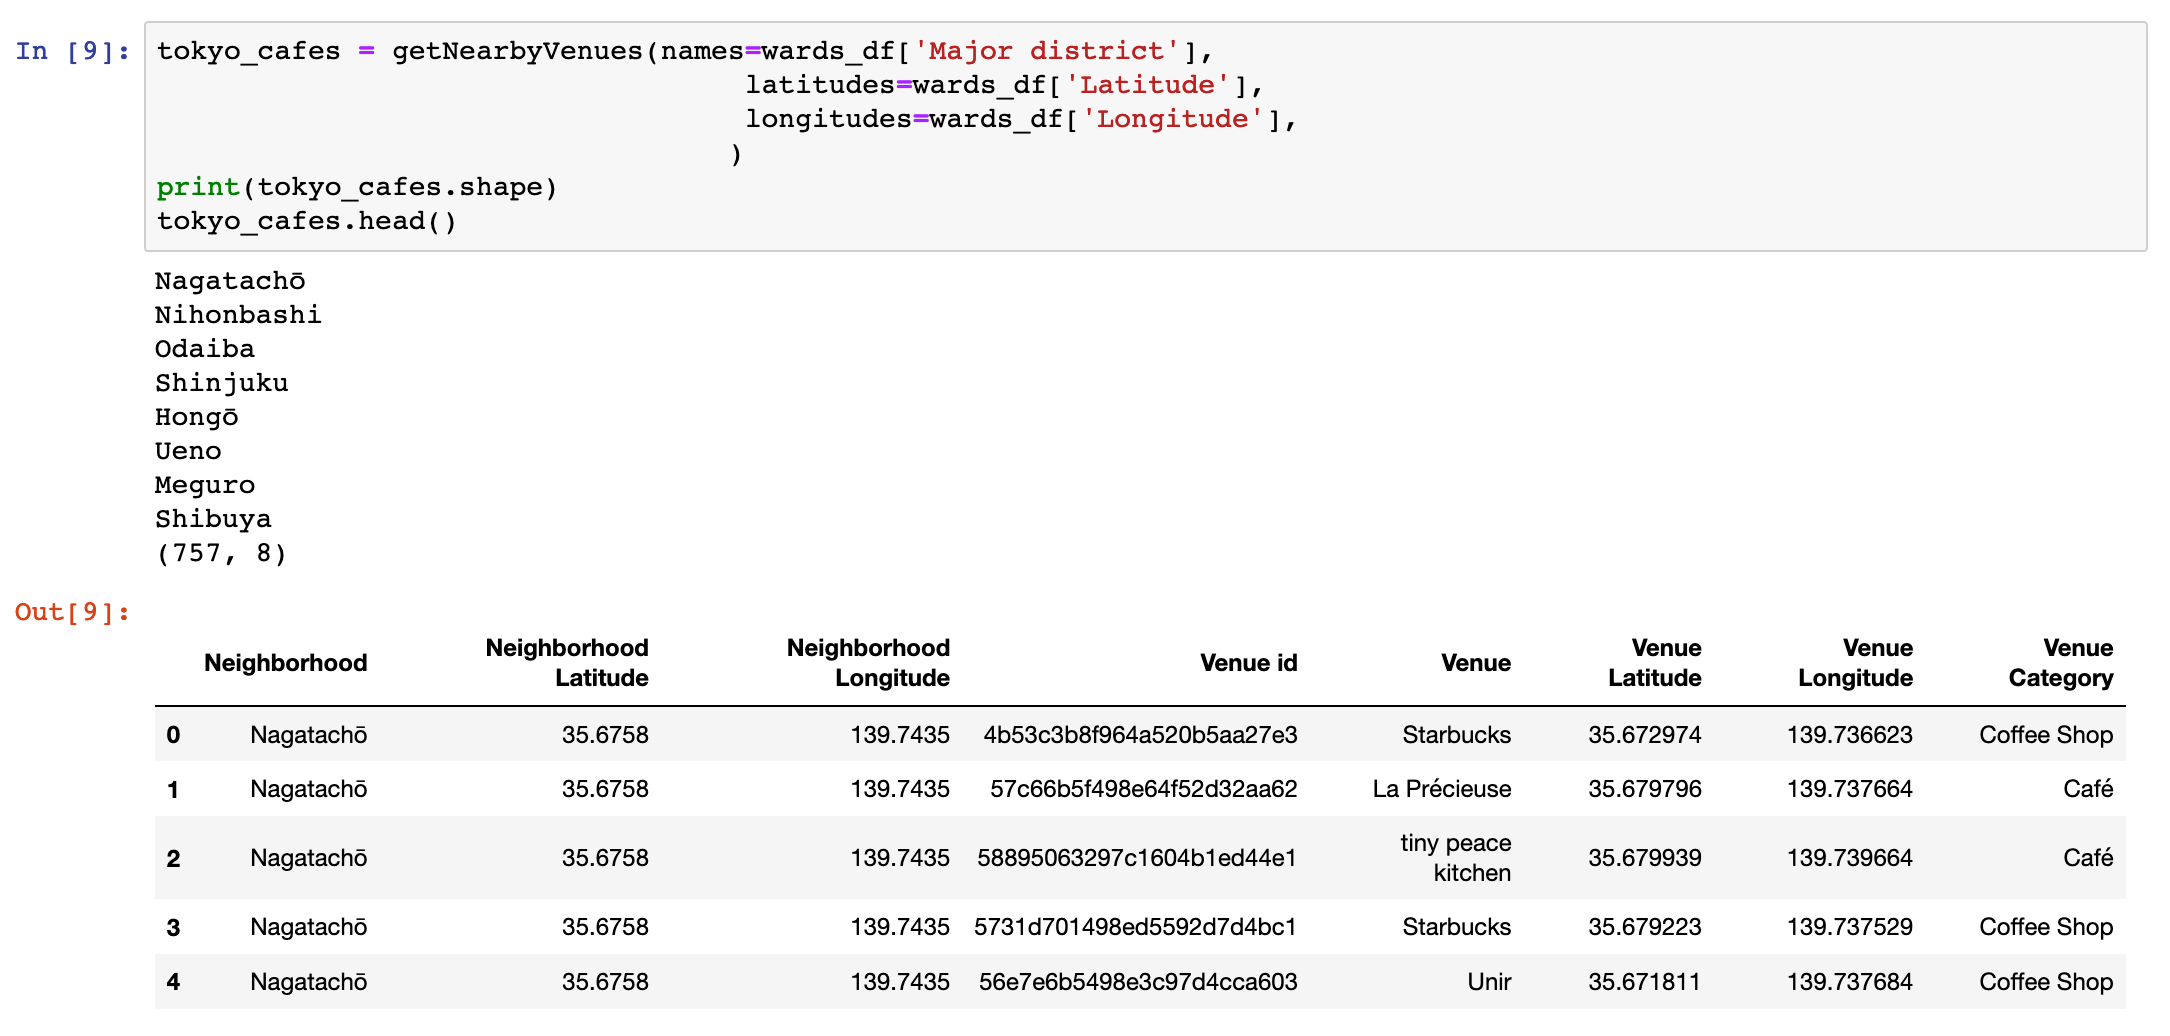 In [9]: tokyo_cafes = getNearbyVenues(names=wards_df['Major district'],
latitudes=wards_df['Latitude'],
longitudes=wards_df['Longitude'],
)
print(tokyo_cafes.shape)
tokyo_cafes.head()
Nagatachō
Nihonbashi
Odaiba
Shinjuku
Hongō
Ueno
Meguro
Shibuya
(757, 8)
Out[9]:
Neighborhood Neighborhood Latitude Neighborhood Longitude Venue id Venue Venue Latitude Venue Longitude Venue Category
0 Nagatachō 35.6758 139.7435 4b53c3b8f964a520b5aa27e3 Starbucks 35.672974 139.736623 Coffee Shop
1 Nagatachō 35.6758 139.7435 57c66b5f498e64f52d32aa62 La Précieuse 35.679796 139.737664 Café
2 Nagatachō 35.6758 139.7435 58895063297c1604b1ed44e1 tiny peace kitchen 35.679939 139.739664 Café
3 Nagatachō 35.6758 139.7435 5731d701498ed5592d7d4bc1 Starbucks 35.679223 139.737529 Coffee Shop
4 Nagatachō 35.6758 139.7435 56e7e6b5498e3c97d4cca603 Unir 35.671811 139.737684 Coffee Shop